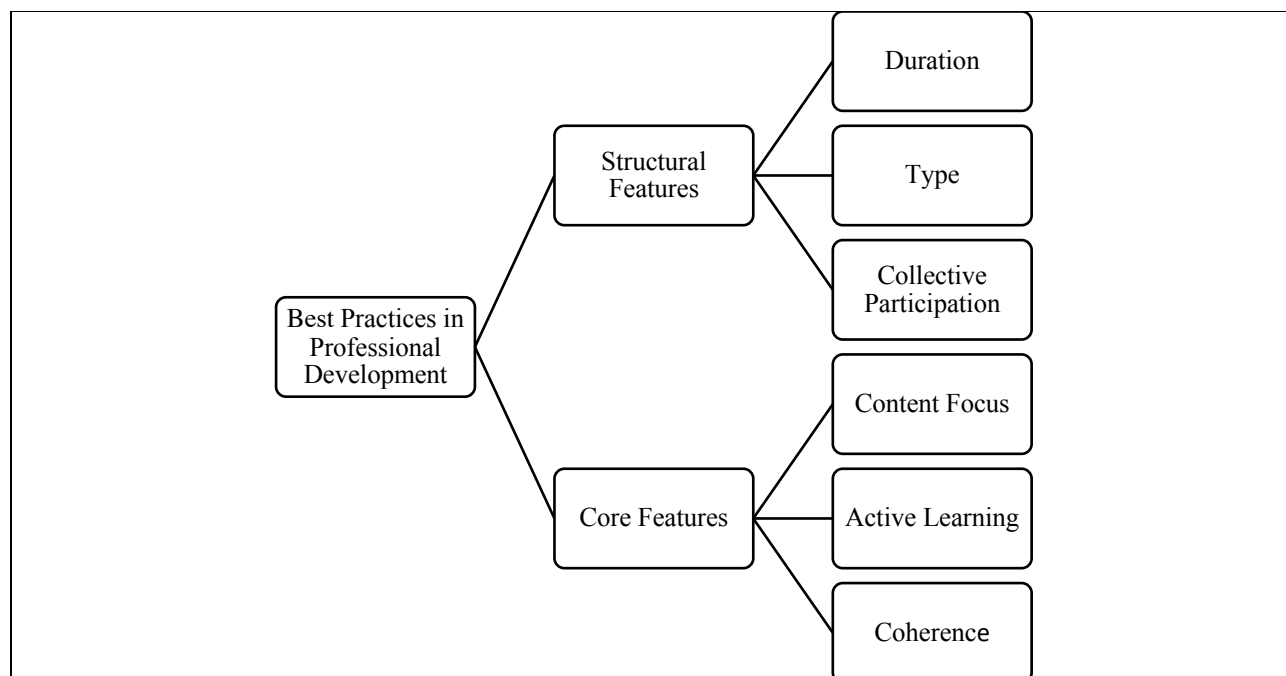 Best Practices in
Professional
Development
Structural
Features
Duration
Type
Collective
Participation
Core Features
Content Focus
Active Learning
Coherence